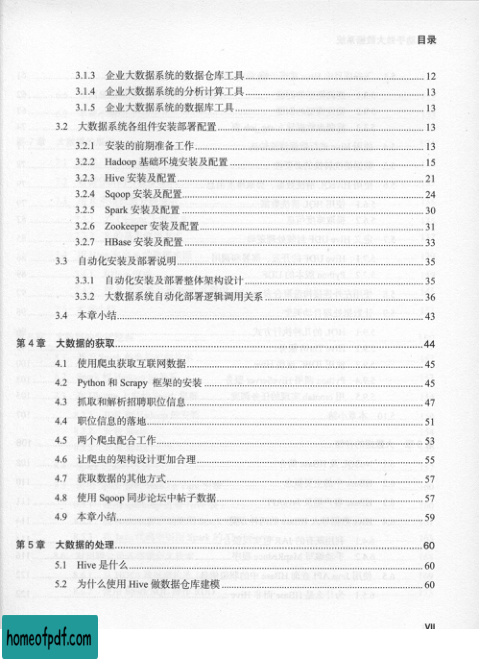 目录
3.1.3 企业大数据系统的数据仓库工具 12
3.1.4 企业大数据系统的分析计算工具 13
3.1.5 企业大数据系统的数据库工具 13
3.2 大数据系统各组件安装部署配置 13
3.2.1 安装的前期准备工作 13
3.2.2 Hadoop 基础环境安装及配置 15
3.2.3 Hive 安装及配置 21
3.2.4 Sqoop 安装及配置 24
3.2.5 Spark 安装及配置 30
3.2.6 Zookeeper 安装及配置 31
3.2.7 HBase 安装及配置 33
3.3 自动化安装及部署说明 35
3.3.1 自动化安装及部署整体架构设计 35
3.3.2 大数据系统自动化部署逻辑调用关系 36
3.4 本章小结 43
第 4 章 大数据的获取 44
4.1 使用爬虫获取互联网数据 45
4.2 Python 和 Scrapy 框架的安装 45
4.3 抓取和解析招聘职位信息 47
4.4 职位信息的落地 51
4.5 两个爬虫配合工作 53
4.6 让爬虫的架构设计更加合理 55
4.7 获取数据的其他方式 57
4.8 使用 Sqoop 同步论坛中帖子数据 57
4.9 本章小结 59
第 5 章 大数据的处理 60
5.1 Hive 是什么 60
5.2 为什么使用 Hive 做数据仓库建模 60
VII
homeofpdf.com